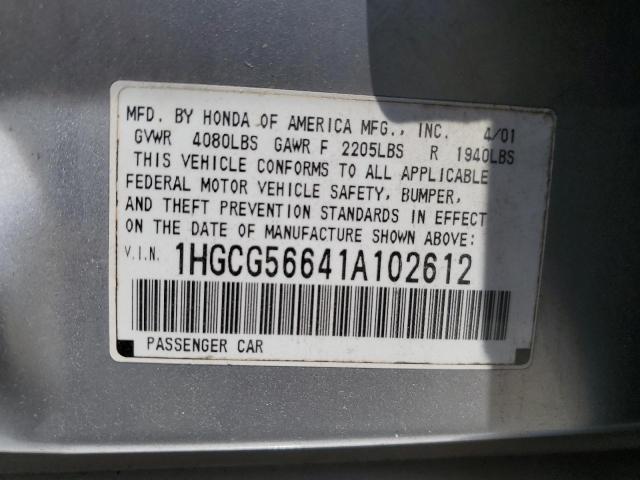 MFD. BY HONDA OF AMERICA MFG., INC. 4/01
GVWR 4080LBS GAWR F 2205LBS R 1940LBS
THIS VEHICLE CONFORMS TO ALL APPLICABLE
FEDERAL MOTOR VEHICLE SAFETY, BUMPER,
AND THEFT PREVENTION STANDARDS IN EFFECT
ON THE DATE OF MANUFACTURE SHOWN ABOVE:
V.I.N. 1HGCG56641A102612
PASSENGER CAR